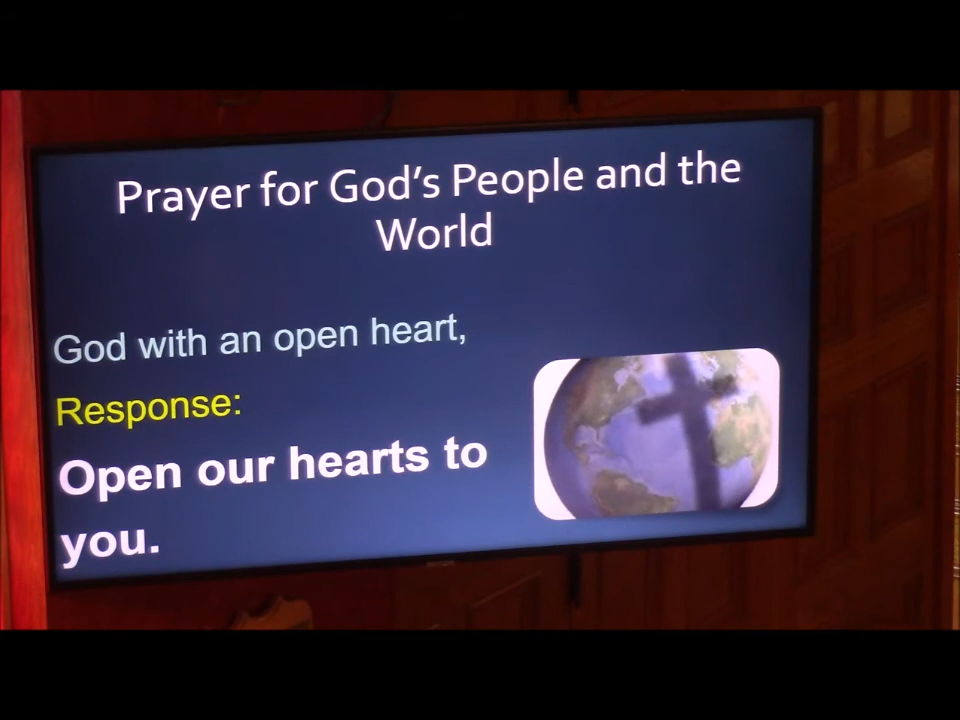 Prayer for God's People and the
World
God with an open heart,
Response:
Open our hearts to
you.